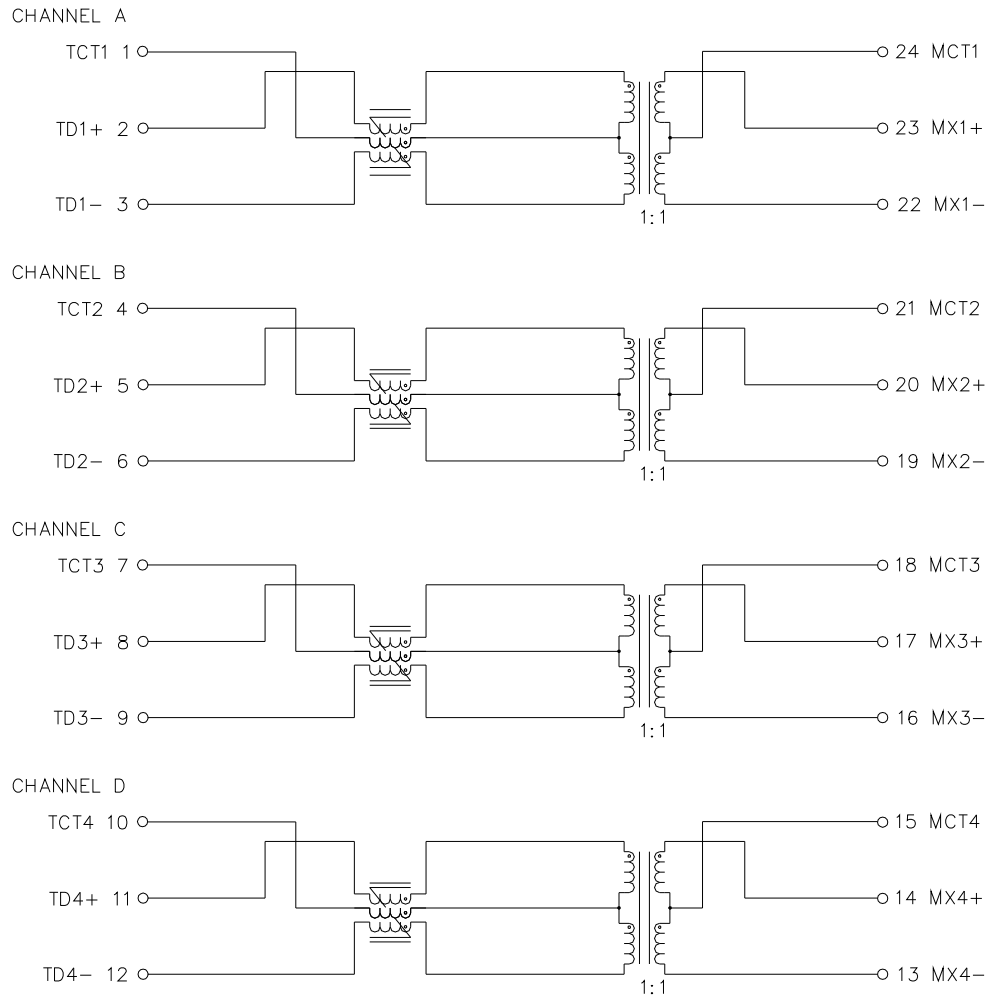 CHANNEL A
TCT1 1 24 MCT1
TD1+ 2 23 MX1+
TD1- 3 22 MX1-
1:1
CHANNEL B
TCT2 4 21 MCT2
TD2+ 5 20 MX2+
TD2- 6 19 MX2-
1:1
CHANNEL C
TCT3 7 18 MCT3
TD3+ 8 17 MX3+
TD3- 9 16 MX3-
1:1
CHANNEL D
TCT4 10 15 MCT4
TD4+ 11 14 MX4+
TD4- 12 13 MX4-
1:1